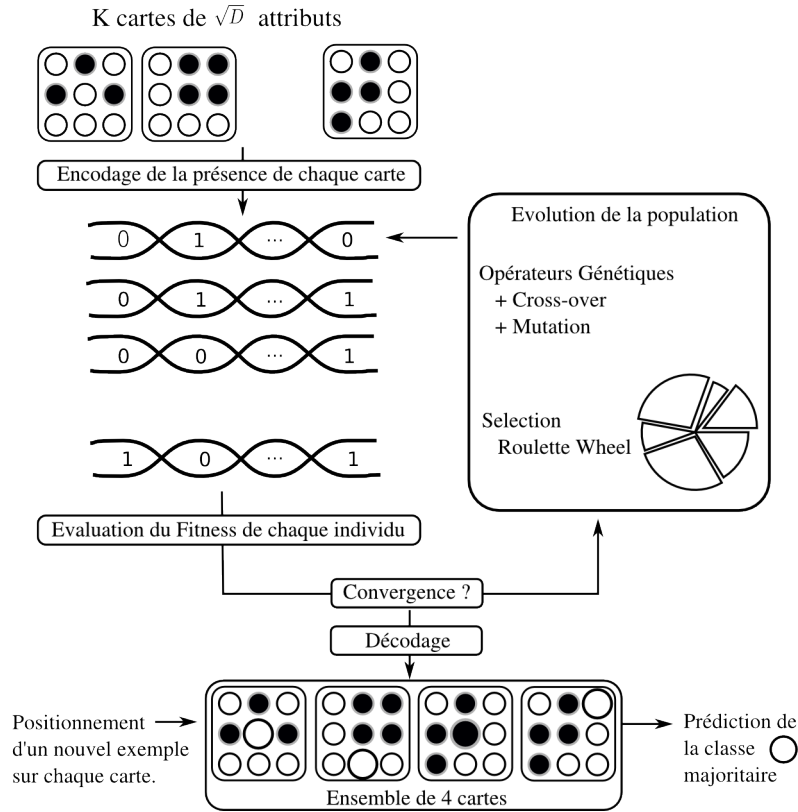 K cartes de √D attributs
Encodage de la présence de chaque carte
0 1 ... 0
0 1 ... 1
0 0 ... 1
1 0 ... 1
Evolution de la population
Opérateurs Génétiques
+ Cross-over
+ Mutation
Selection
Roulette Wheel
Evaluation du Fitness de chaque individu
Convergence ?
Décodage
Positionnement
d'un nouvel exemple
sur chaque carte.
Ensemble de 4 cartes
Prédiction de
la classe
majoritaire